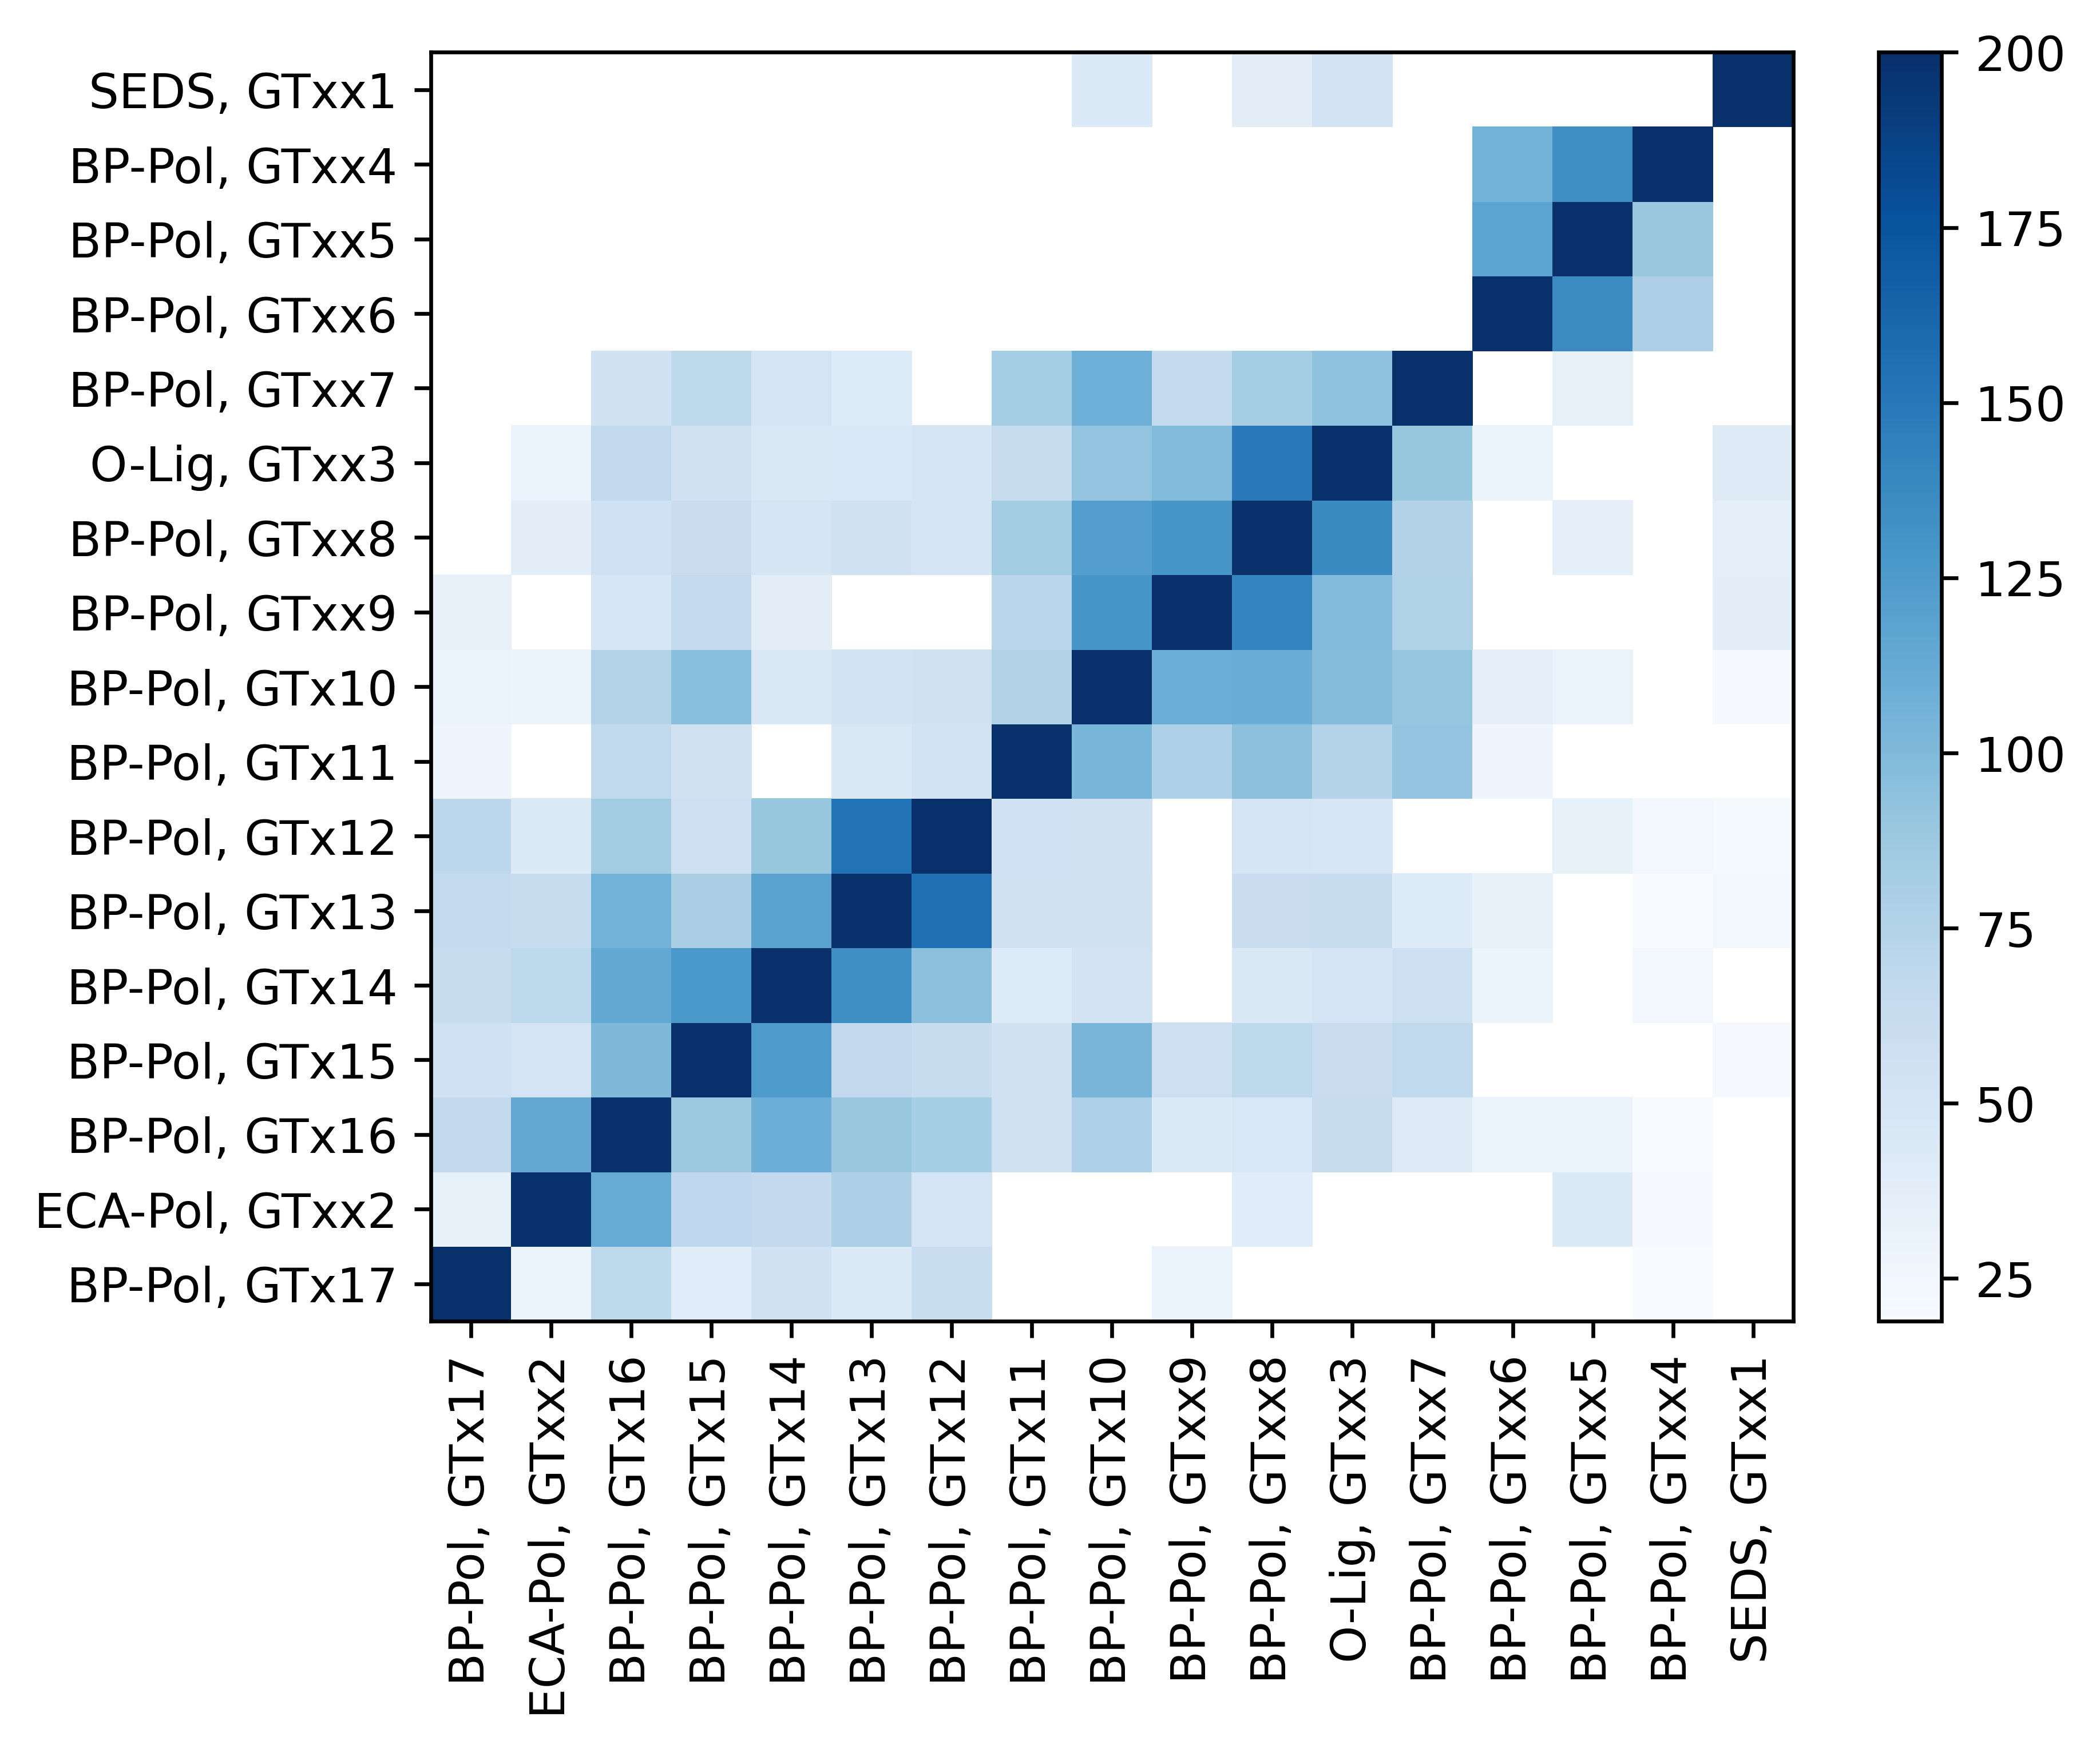 SEDS, GTxx1
BP-Pol, GTxx4
BP-Pol, GTxx5
BP-Pol, GTxx6
BP-Pol, GTxx7
O-Lig, GTxx3
BP-Pol, GTxx8
BP-Pol, GTxx9
BP-Pol, GTx10
BP-Pol, GTx11
BP-Pol, GTx12
BP-Pol, GTx13
BP-Pol, GTx14
BP-Pol, GTx15
BP-Pol, GTx16
ECA-Pol, GTxx2
BP-Pol, GTx17
BP-Pol, GTx17
ECA-Pol, GTxx2
BP-Pol, GTx16
BP-Pol, GTx15
BP-Pol, GTx14
BP-Pol, GTx13
BP-Pol, GTx12
BP-Pol, GTx11
BP-Pol, GTx10
BP-Pol, GTxx9
BP-Pol, GTxx8
O-Lig, GTxx3
BP-Pol, GTxx7
BP-Pol, GTxx6
BP-Pol, GTxx5
BP-Pol, GTxx4
SEDS, GTxx1
200
175
150
125
100
75
50
25